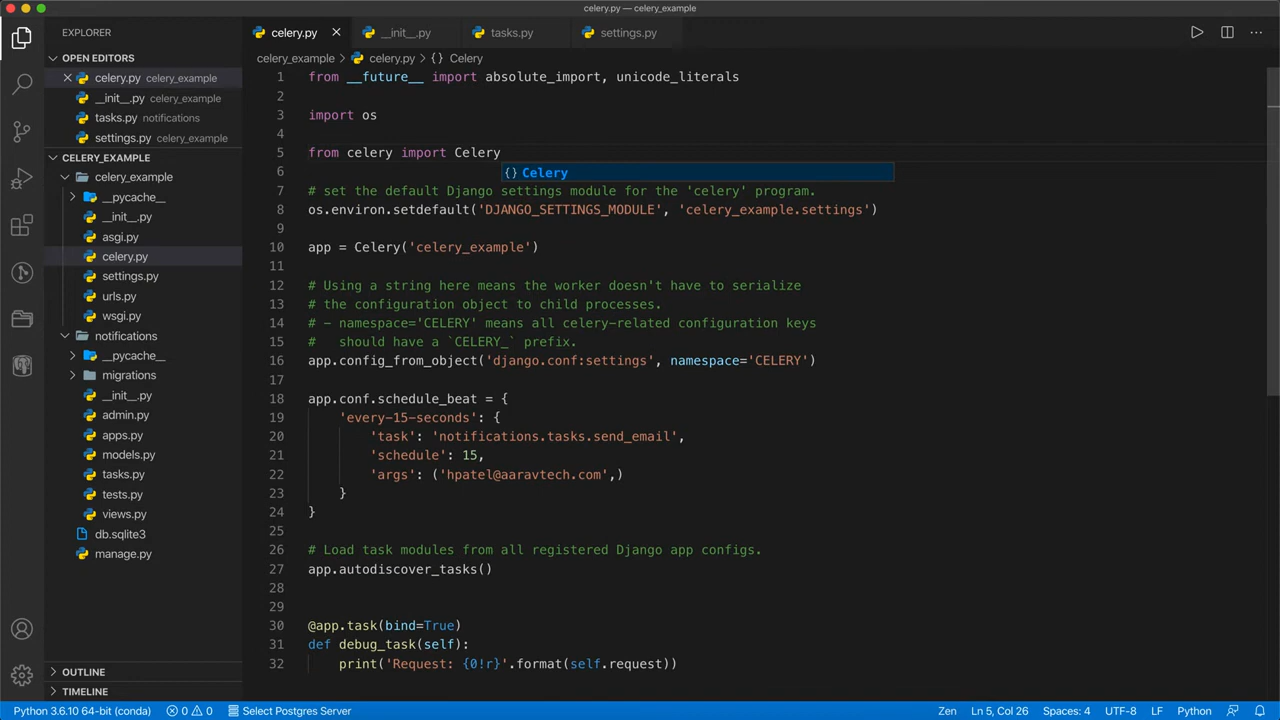 celery.py — celery_example
EXPLORER
OPEN EDITORS
celery.py celery_example
__init__.py celery_example
tasks.py notifications
settings.py celery_example
CELERY_EXAMPLE
celery_example
__pycache__
__init__.py
asgi.py
celery.py
settings.py
urls.py
wsgi.py
notifications
__pycache__
migrations
__init__.py
admin.py
apps.py
models.py
tasks.py
tests.py
views.py
db.sqlite3
manage.py
OUTLINE
TIMELINE
celery.py __init__.py tasks.py settings.py
celery_example > celery.py > {} Celery
1 from __future__ import absolute_import, unicode_literals
2
3 import os
4
5 from celery import Celery
{} Celery
6
7 # set the default Django settings module for the 'celery' program.
8 os.environ.setdefault('DJANGO_SETTINGS_MODULE', 'celery_example.settings')
9
10 app = Celery('celery_example')
11
12 # Using a string here means the worker doesn't have to serialize
13 # the configuration object to child processes.
14 # - namespace='CELERY' means all celery-related configuration keys
15 #   should have a `CELERY_` prefix.
16 app.config_from_object('django.conf:settings', namespace='CELERY')
17
18 app.conf.schedule_beat = {
19     'every-15-seconds': {
20         'task': 'notifications.tasks.send_email',
21         'schedule': 15,
22         'args': ('hpatel@aaravtech.com',)
23     }
24 }
25
26 # Load task modules from all registered Django app configs.
27 app.autodiscover_tasks()
28
29
30 @app.task(bind=True)
31 def debug_task(self):
32     print('Request: {0!r}'.format(self.request))
Python 3.6.10 64-bit (conda) 0 0 Select Postgres Server Zen Ln 5, Col 26 Spaces: 4 UTF-8 LF Python